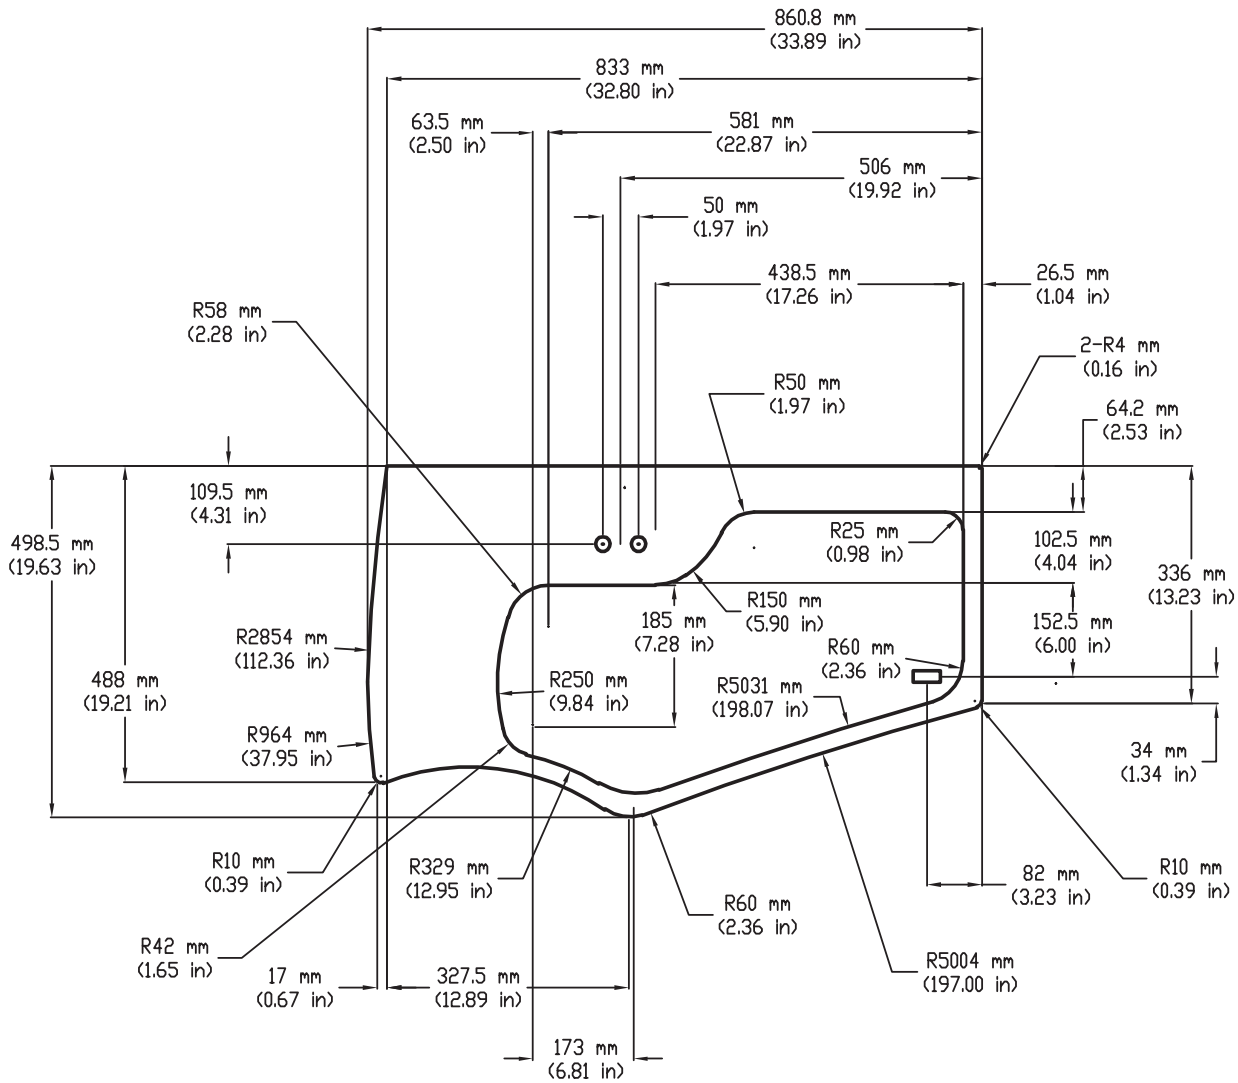 860.8 mm
(33.89 in)
833 mm
(32.80 in)
63.5 mm
(2.50 in)
581 mm
(22.87 in)
506 mm
(19.92 in)
50 mm
(1.97 in)
438.5 mm
(17.26 in)
26.5 mm
(1.04 in)
R58 mm
(2.28 in)
2-R4 mm
(0.16 in)
R50 mm
(1.97 in)
64.2 mm
(2.53 in)
109.5 mm
(4.31 in)
498.5 mm
(19.63 in)
R25 mm
(0.98 in)
102.5 mm
(4.04 in)
336 mm
(13.23 in)
R150 mm
(5.90 in)
185 mm
(7.28 in)
152.5 mm
(6.00 in)
R2854 mm
(112.36 in)
R60 mm
(2.36 in)
488 mm
(19.21 in)
R250 mm
(9.84 in)
R5031 mm
(198.07 in)
R964 mm
(37.95 in)
34 mm
(1.34 in)
R10 mm
(0.39 in)
R329 mm
(12.95 in)
R10 mm
(0.39 in)
82 mm
(3.23 in)
R60 mm
(2.36 in)
R42 mm
(1.65 in)
R5004 mm
(197.00 in)
17 mm
(0.67 in)
327.5 mm
(12.89 in)
173 mm
(6.81 in)